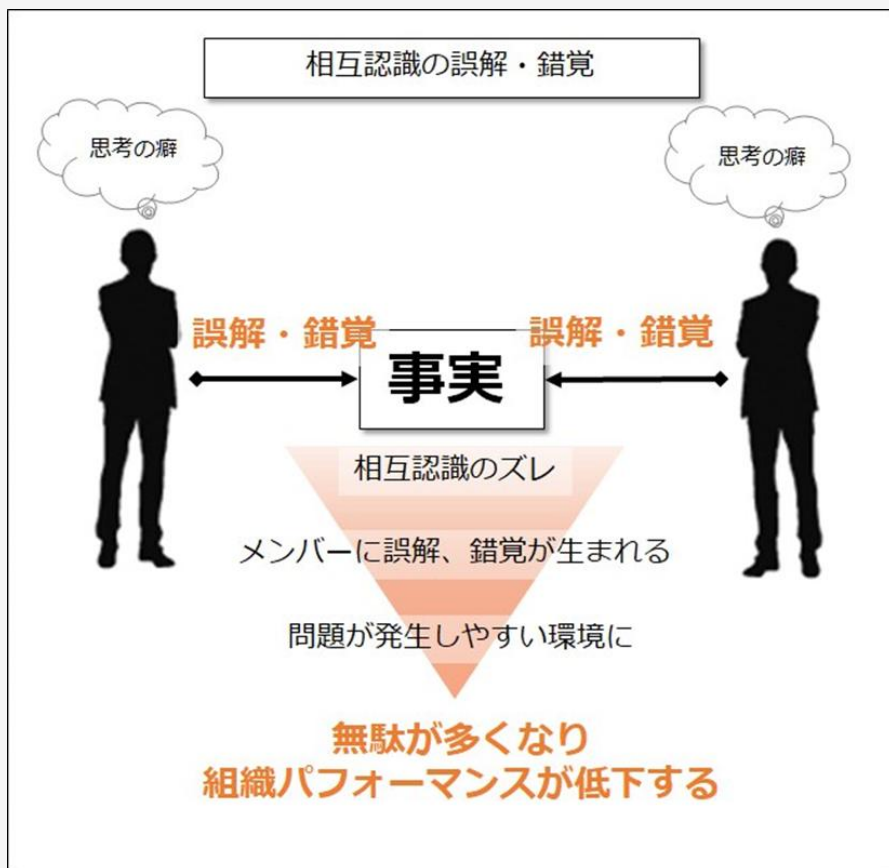 相互認識の誤解・錯覚
思考の癖
思考の癖
誤解・錯覚
誤解・錯覚
事実
相互認識のズレ
メンバーに誤解、錯覚が生まれる
問題が発生しやすい環境に
無駄が多くなり
組織パフォーマンスが低下する